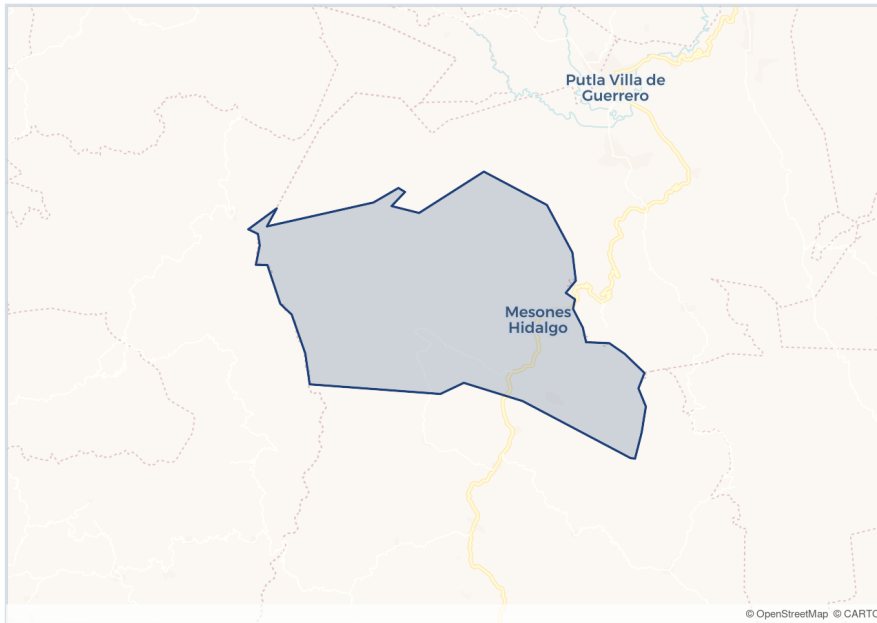 Putla Villa de
Guerrero
Mesones
Hidalgo
© OpenStreetMap © CARTO